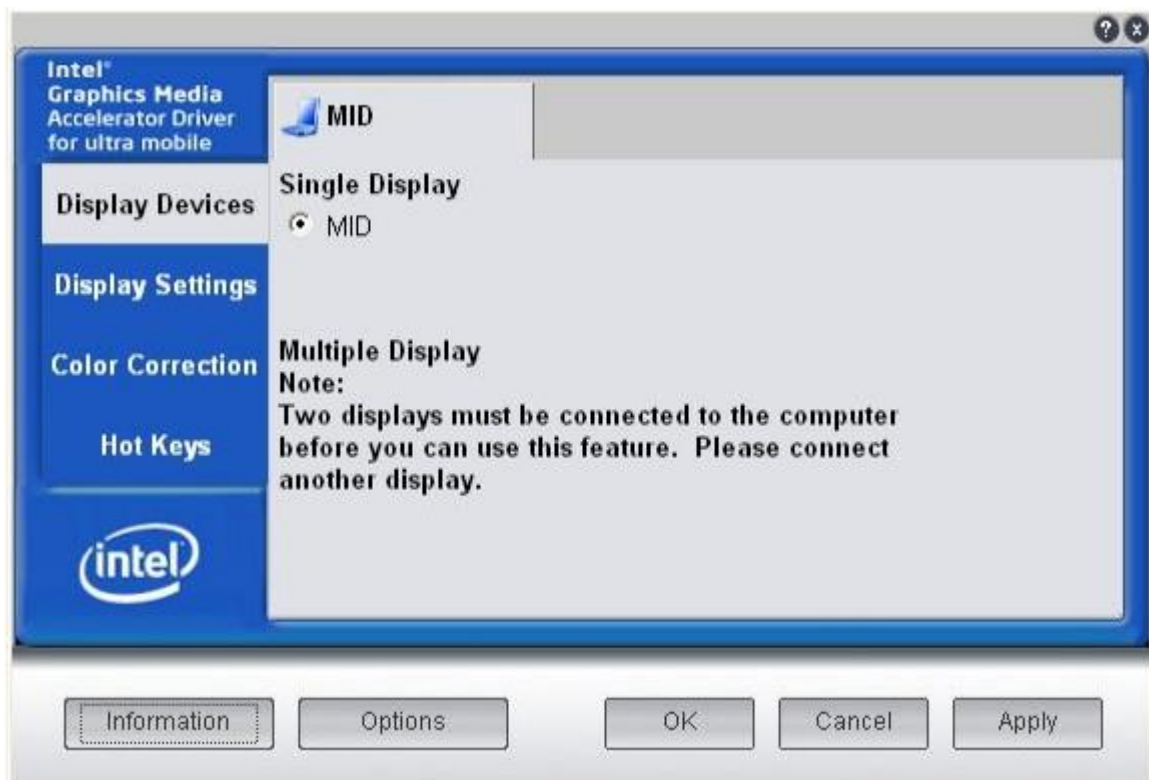 Intel®
Graphics Media
Accelerator Driver
for ultra mobile
MID
Display Devices
Display Settings
Color Correction
Hot Keys
intel
Single Display
MID
Multiple Display
Note:
Two displays must be connected to the computer
before you can use this feature.  Please connect
another display.
Information
Options
OK
Cancel
Apply